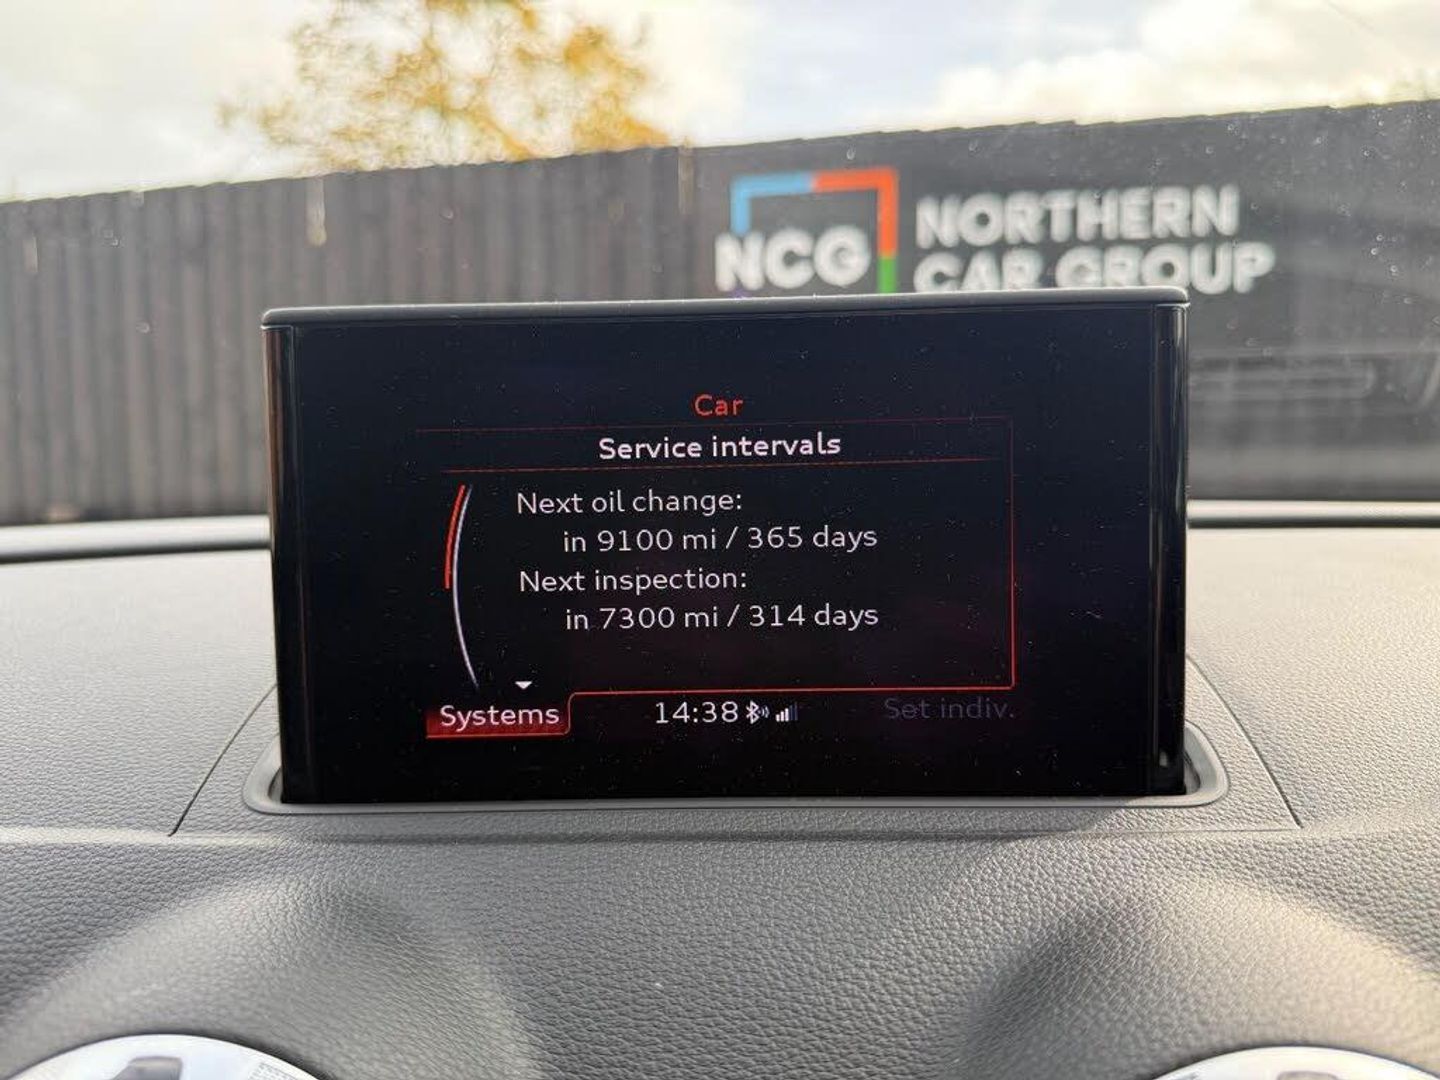 NCG
NORTHERN
CAR GROUP
Car
Service intervals
Next oil change:
in 9100 mi / 365 days
Next inspection:
in 7300 mi / 314 days
Systems
14:38
Set indiv.